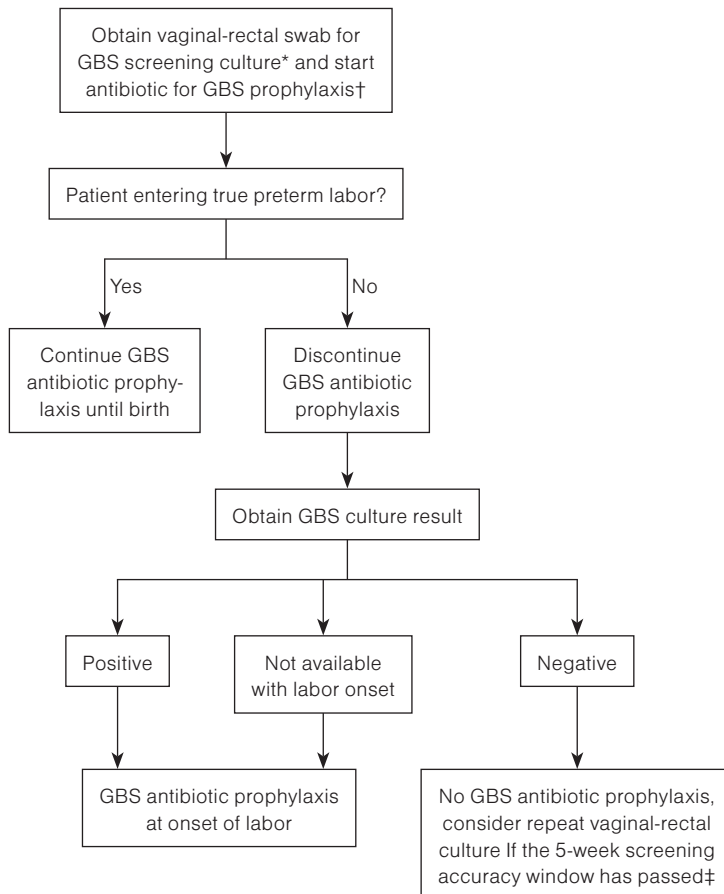 Obtain vaginal-rectal swab for
GBS screening culture* and start
antibiotic for GBS prophylaxis†
Patient entering true preterm labor?
Yes
No
Continue GBS
antibiotic prophy-
laxis until birth
Discontinue
GBS antibiotic
prophylaxis
Obtain GBS culture result
Positive
Not available
with labor onset
Negative
GBS antibiotic prophylaxis
at onset of labor
No GBS antibiotic prophylaxis,
consider repeat vaginal-rectal
culture If the 5-week screening
accuracy window has passed‡